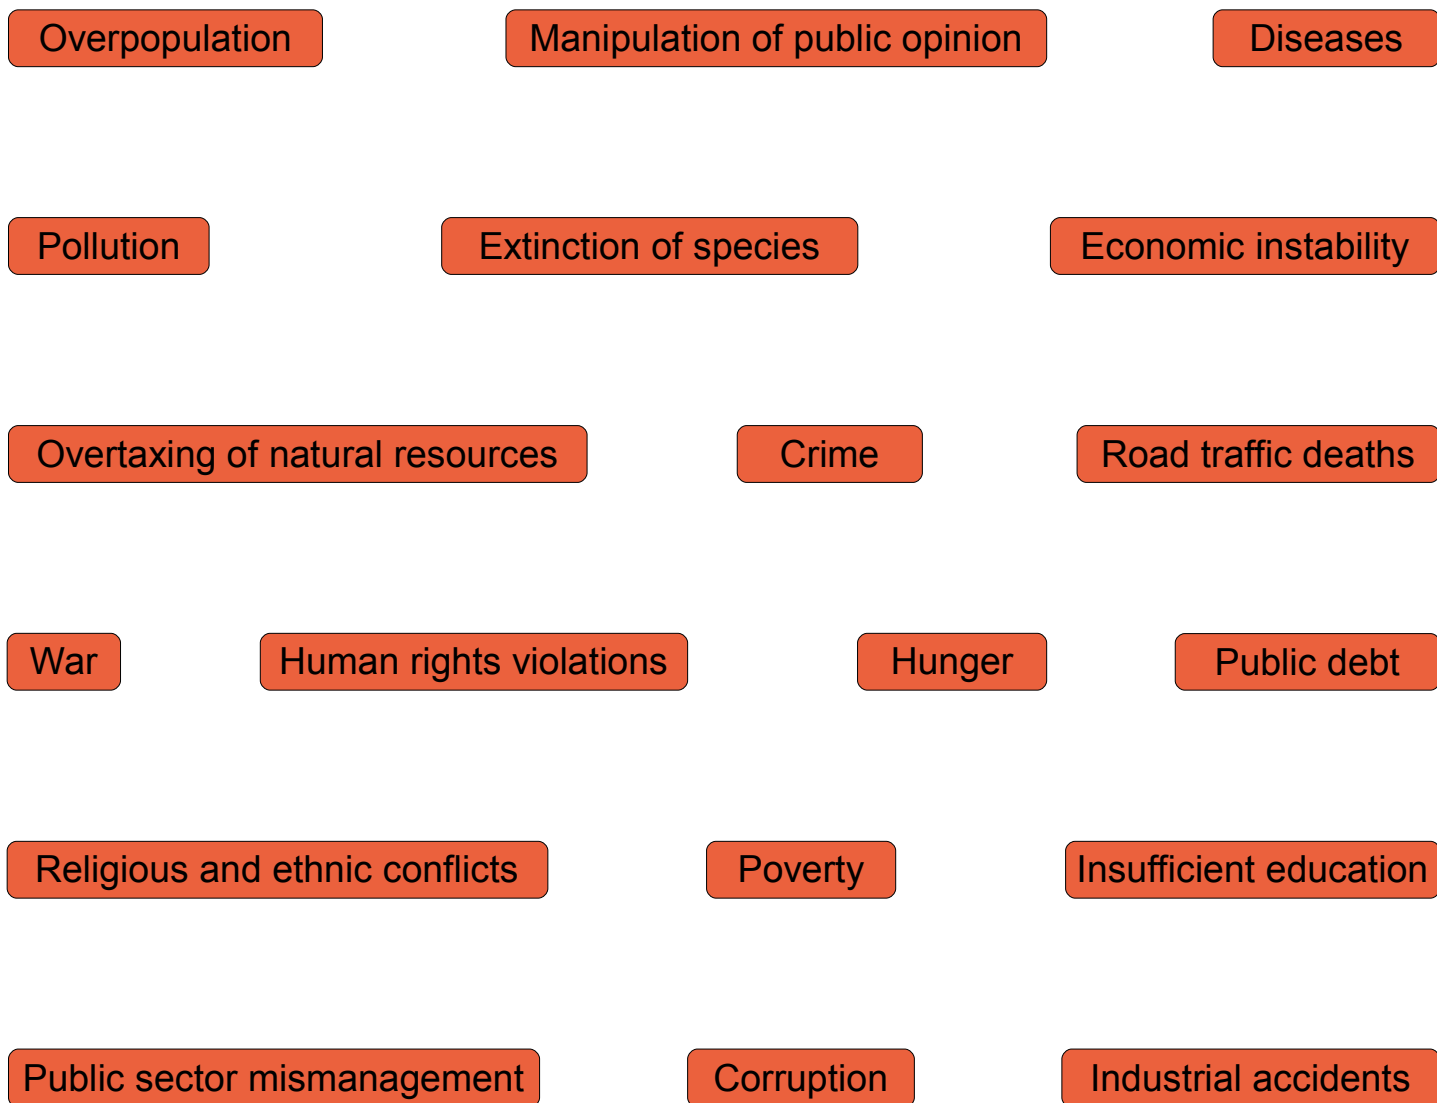 Overpopulation
Manipulation of public opinion
Diseases
Pollution
Extinction of species
Economic instability
Overtaxing of natural resources
Crime
Road traffic deaths
War
Human rights violations
Hunger
Public debt
Religious and ethnic conflicts
Poverty
Insufficient education
Public sector mismanagement
Corruption
Industrial accidents